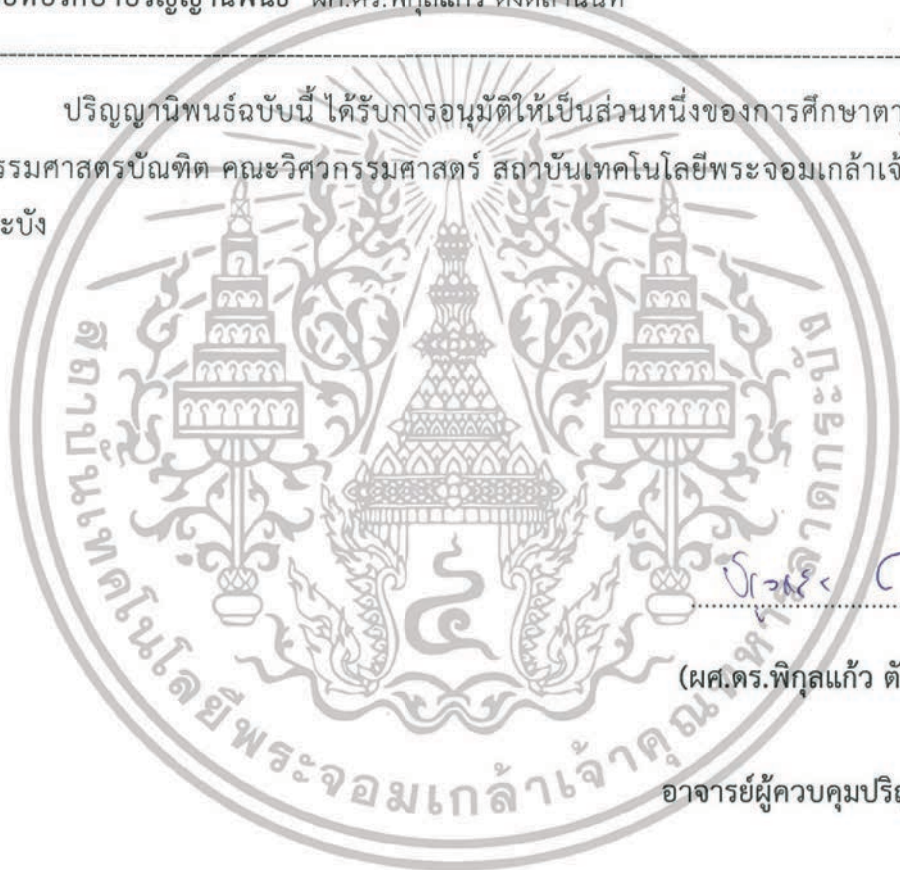 ปริญญานิพนธ์ฉบับนี้ ได้รับการอนุมัติให้เป็นส่วนหนึ่งของการศึกษาตา
รรมศาสตรบัณฑิต คณะวิศวกรรมศาสตร์ สถาบันเทคโนโลยีพระจอมเกล้าเจ้
ะบัง
สถาบันเทคโนโลยีพระจอมเกล้าเจ้าคุณทหารลาดกระบัง
(ผศ.ดร.พิกุลแก้ว ตั
อาจารย์ผู้ควบคุมปริญ